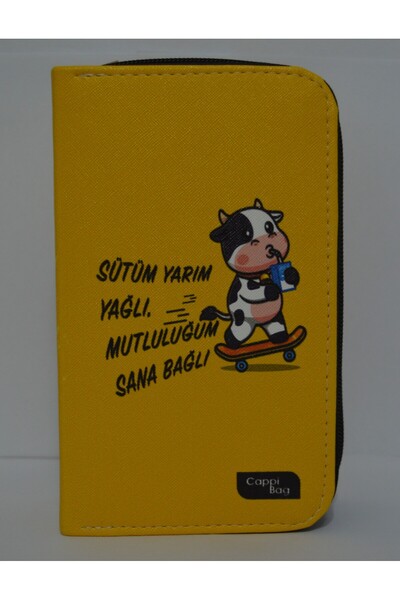 SÜTÜM YARIM
YAĞLI,
MUTLULUĞUM
SANA BAĞLI
Cappi
Bag